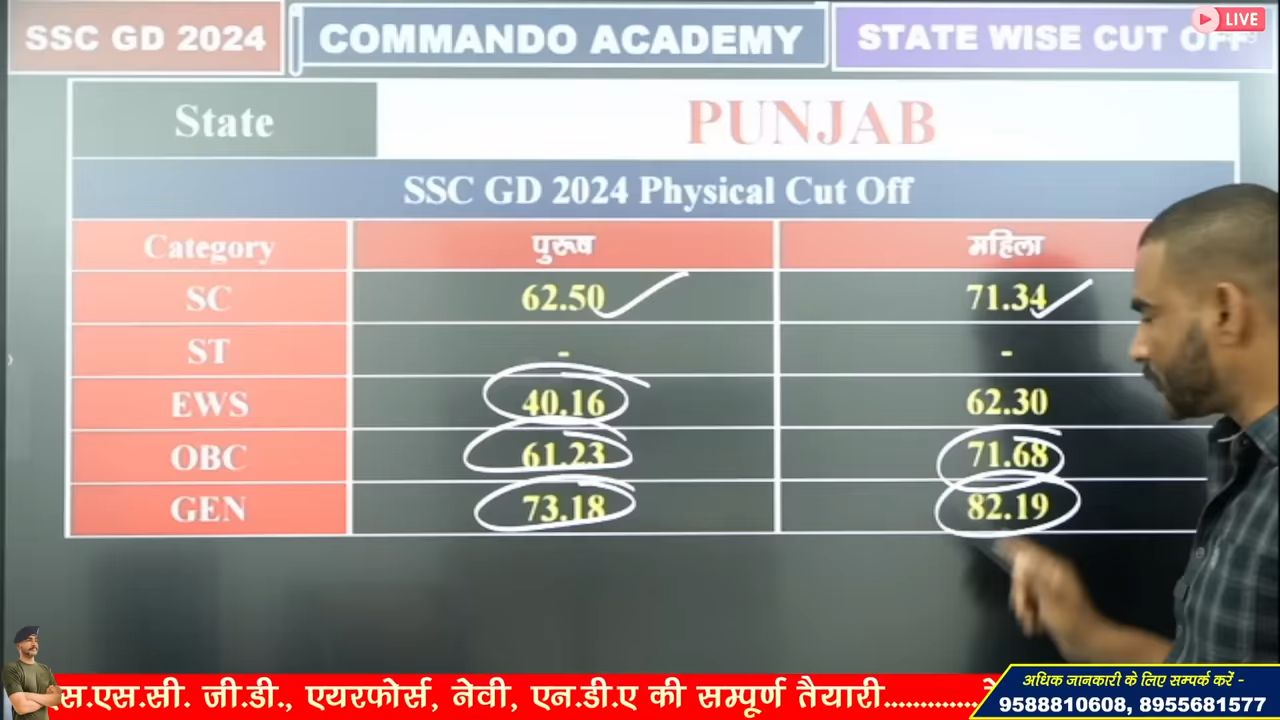 SSC GD 2024 COMMANDO ACADEMY STATE WISE CUT OFF
LIVE
State PUNJAB
SSC GD 2024 Physical Cut Off
Category पुरूष महिला
SC 62.50 71.34
ST - -
EWS 40.16 62.30
OBC 61.23 71.68
GEN 73.18 82.19
स.एस.सी. जी.डी., एयरफोर्स, नेवी, एन.डी.ए की सम्पूर्ण तैयारी.............
अधिक जानकारी के लिए सम्पर्क करें -
9588810608, 8955681577